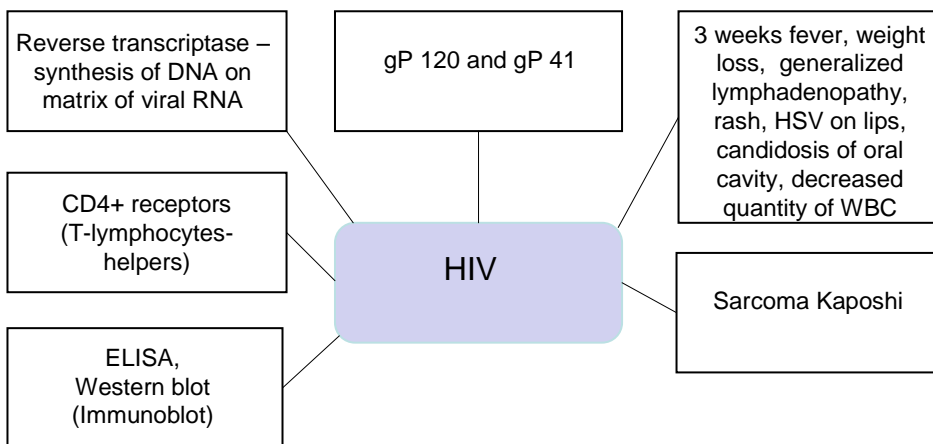 Reverse transcriptase –
synthesis of DNA on
matrix of viral RNA
gP 120 and gP 41
3 weeks fever, weight
loss, generalized
lymphadenopathy,
rash, HSV on lips,
candidosis of oral
cavity, decreased
quantity of WBC
CD4+ receptors
(T-lymphocytes-
helpers)
HIV
Sarcoma Kaposhi
ELISA,
Western blot
(Immunoblot)